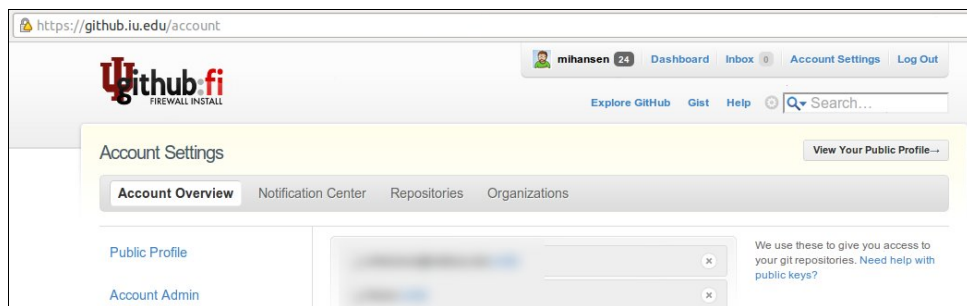 https://github.iu.edu/account
mihansen 24 Dashboard Inbox 0 Account Settings Log Out
github:fi
FIREWALL INSTALL
Explore GitHub Gist Help Search...
Account Settings
View Your Public Profile→
Account Overview Notification Center Repositories Organizations
Public Profile
We use these to give you access to
your git repositories. Need help with
public keys?
Account Admin